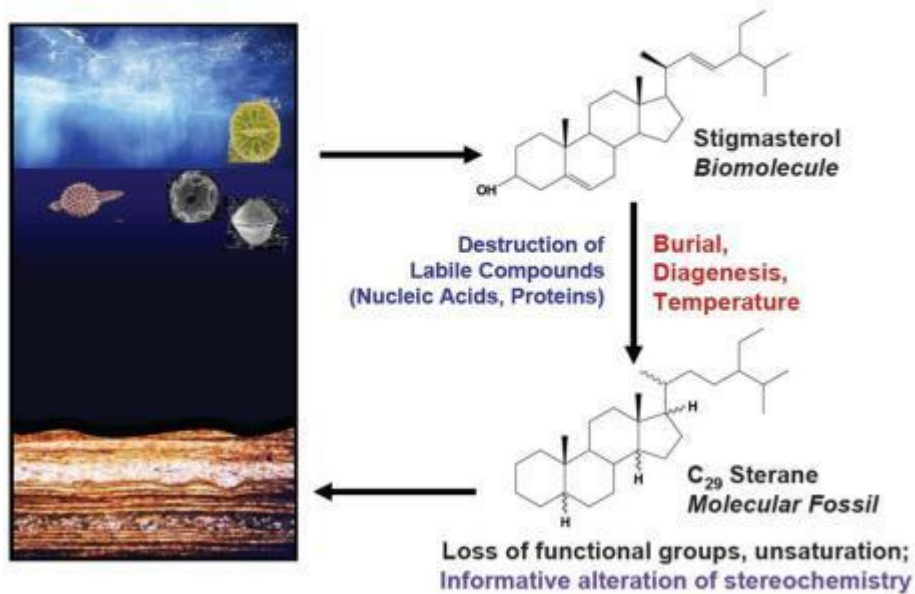 Stigmasterol
Biomolecule
OH
Destruction of
Labile Compounds
(Nucleic Acids, Proteins)
Burial,
Diagenesis,
Temperature
H
H
H
C₂₉ Sterane
Molecular Fossil
Loss of functional groups, unsaturation;
Informative alteration of stereochemistry